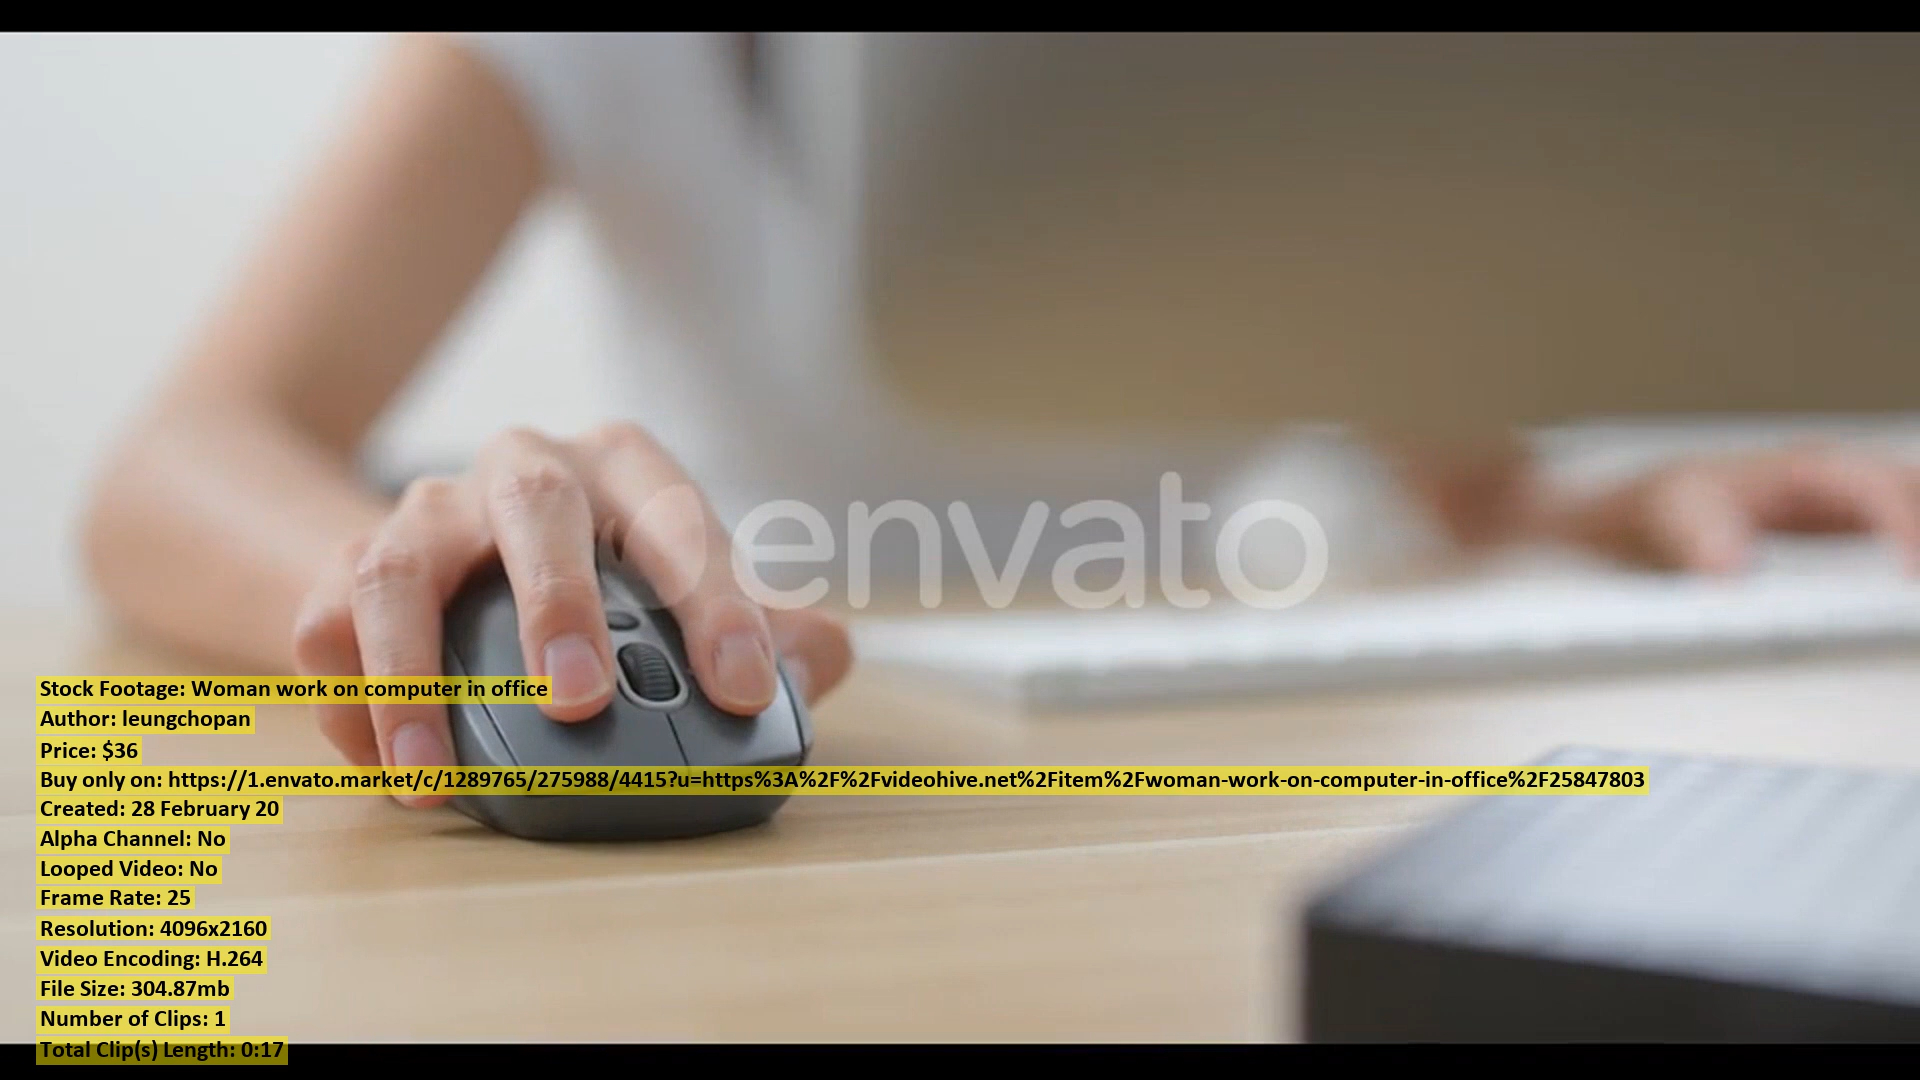 envato
Stock Footage: Woman work on computer in office
Author: leungchopan
Price: $36
Buy only on: https://1.envato.market/c/1289765/275988/4415?u=https%3A%2F%2Fvideohive.net%2Fitem%2Fwoman-work-on-computer-in-office%2F25847803
Created: 28 February 20
Alpha Channel: No
Looped Video: No
Frame Rate: 25
Resolution: 4096x2160
Video Encoding: H.264
File Size: 304.87mb
Number of Clips: 1
Total Clip(s) Length: 0:17